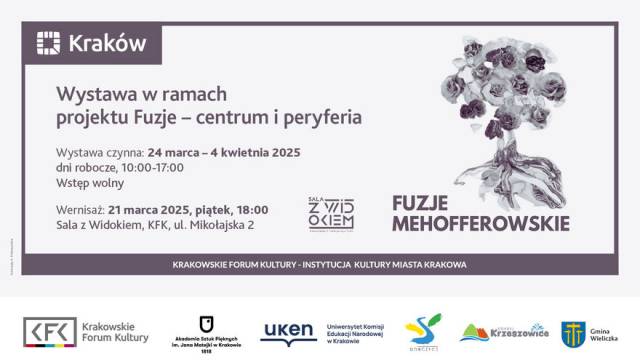 Kraków
Wystawa w ramach
projektu Fuzje – centrum i peryferia
Wystawa czynna: 24 marca – 4 kwietnia 2025
dni robocze, 10:00-17:00
Wstęp wolny
Wernisaż: 21 marca 2025, piątek, 18:00
Sala z Widokiem, KFK, ul. Mikołajska 2
SALA
Z WIDOKIEM
FUZJE
MEHOFFEROWSKIE
KRAKOWSKIE FORUM KULTURY - INSTYTUCJA KULTURY MIASTA KRAKOWA
KFK
Krakowskie
Forum Kultury
Akademia Sztuk Pięknych
im. Jana Matejki w Krakowie
1818
uken
Uniwersytet Komisji
Edukacji Narodowej
w Krakowie
Krzeszowice
Gmina
Wieliczka